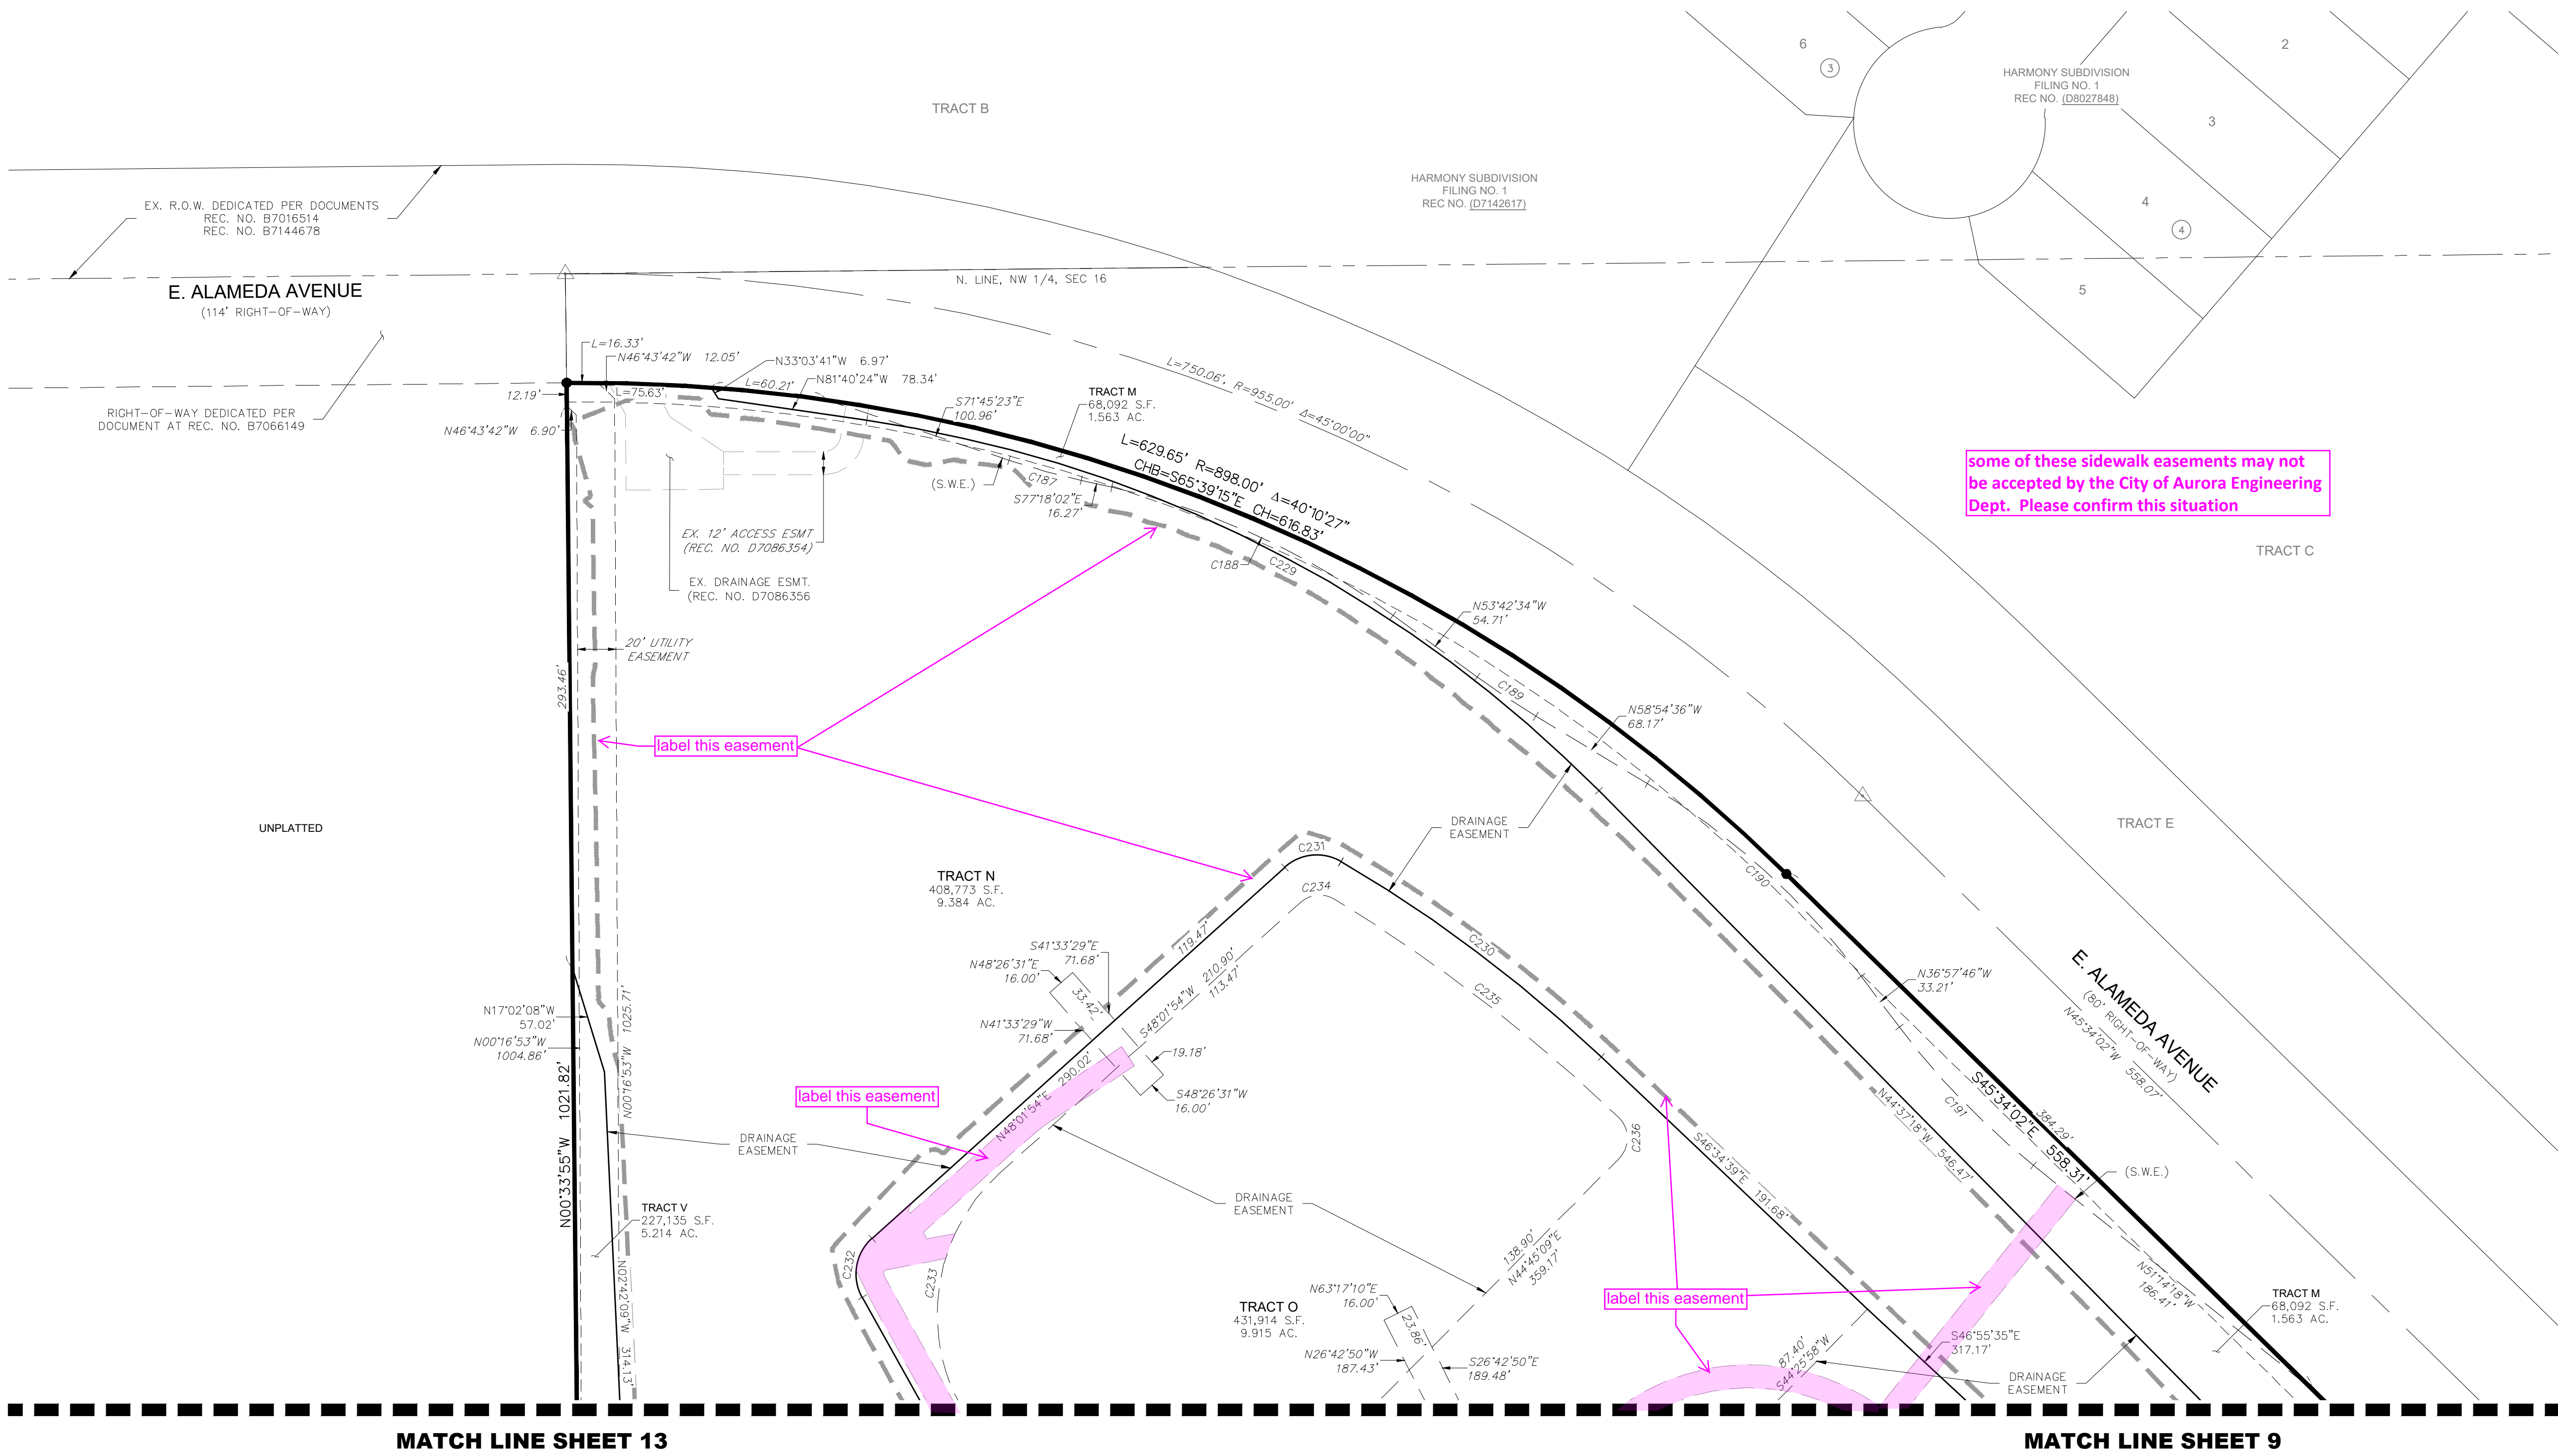 6
3
2
HARMONY SUBDIVISION
FILING NO. 1
REC NO. (D8027848)
3
TRACT B
HARMONY SUBDIVISION
FILING NO. 1
REC NO. (D7142617)
4
4
5
EX. R.O.W. DEDICATED PER DOCUMENTS
REC. NO. B7016514
REC. NO. B7144678
E. ALAMEDA AVENUE
(114' RIGHT-OF-WAY)
N. LINE, NW 1/4, SEC 16
L=16.33'
N46°43'42"W 12.05'
N33°03'41"W 6.97'
L=60.21'
N81°40'24"W 78.34'
L=75.63'
12.19'
N46°43'42"W 6.90'
RIGHT-OF-WAY DEDICATED PER
DOCUMENT AT REC. NO. B7066149
S71°45'23"E
100.96'
TRACT M
68,092 S.F.
1.563 AC.
L=750.06', R=955.00' Δ=45°00'00"
L=629.65' R=898.00' Δ=40°10'27"
CHB=S65°39'15"E CH=616.83'
(S.W.E.)
C187
S77°18'02"E
16.27'
some of these sidewalk easements may not
be accepted by the City of Aurora Engineering
Dept. Please confirm this situation
TRACT C
EX. 12' ACCESS ESMT
(REC. NO. D7086354)
EX. DRAINAGE ESMT.
(REC. NO. D7086356
C188
C229
N53°42'34"W
54.71'
20' UTILITY
EASEMENT
293.46'
C189
N58°54'36"W
68.17'
label this easement
UNPLATTED
DRAINAGE
EASEMENT
TRACT E
C231
C234
C190
TRACT N
408,773 S.F.
9.384 AC.
119.47'
C230
S41°33'29"E
71.68'
N48°26'31"E
16.00'
33.42'
210.90'
S48°01'54"W
113.47'
C235
N36°57'46"W
33.21'
E. ALAMEDA AVENUE
(80' RIGHT-OF-WAY)
N45°34'02"W 558.07'
N17°02'08"W
57.02'
N00°16'53"W
1004.86'
N00°16'53"W 1025.71'
N41°33'29"W
71.68'
19.18'
S48°26'31"W
16.00'
N48°01'54"E 290.02'
label this easement
N00°33'55"W 1021.82'
DRAINAGE
EASEMENT
C236
N44°37'18"W 546.47'
C191
S45°34'02"E 558.31'
384.29'
S46°34'39"E 191.68'
(S.W.E.)
DRAINAGE
EASEMENT
TRACT V
227,135 S.F.
5.214 AC.
C232
C233
138.90'
N44°45'09"E
359.17'
N51°14'18"W
186.41'
N02°42'09"W 314.13'
TRACT O
431,914 S.F.
9.915 AC.
N63°17'10"E
16.00'
23.86'
N26°42'50"W
187.43'
S26°42'50"E
189.48'
label this easement
TRACT M
68,092 S.F.
1.563 AC.
87.40'
S44°25'58"W
S46°55'35"E
317.17'
DRAINAGE
EASEMENT
MATCH LINE SHEET 13
MATCH LINE SHEET 9